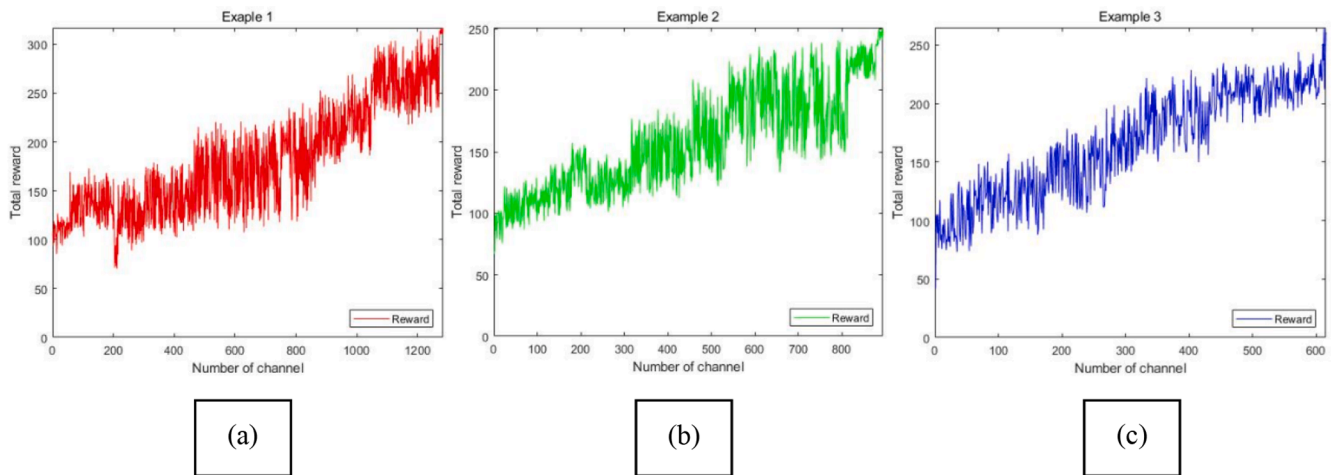 Exaple 1
Total reward
300
250
200
150
100
50
0
0 200 400 600 800 1000 1200
Number of channel
Reward
(a)
Example 2
Total reward
250
200
150
100
50
0
0 100 200 300 400 500 600 700 800
Number of channel
Reward
(b)
Example 3
Total reward
250
200
150
100
50
0
0 100 200 300 400 500 600
Number of channel
Reward
(c)